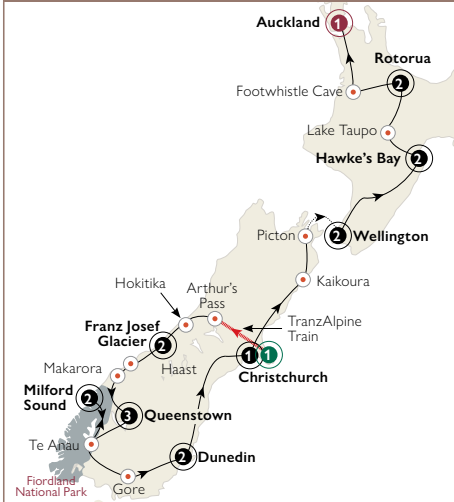 Auckland
1
Rotorua
2
Footwhistle Cave
Lake Taupo
Hawke's Bay
2
Picton
2
Wellington
Hokitika
Arthur's
Pass
Kaikoura
Franz Josef
Glacier
2
TranzAlpine
Train
Haast
1
1
Christchurch
Makarora
Milford
Sound
2
3
Queenstown
Te Anau
2
Dunedin
Fiordland
National Park
Gore